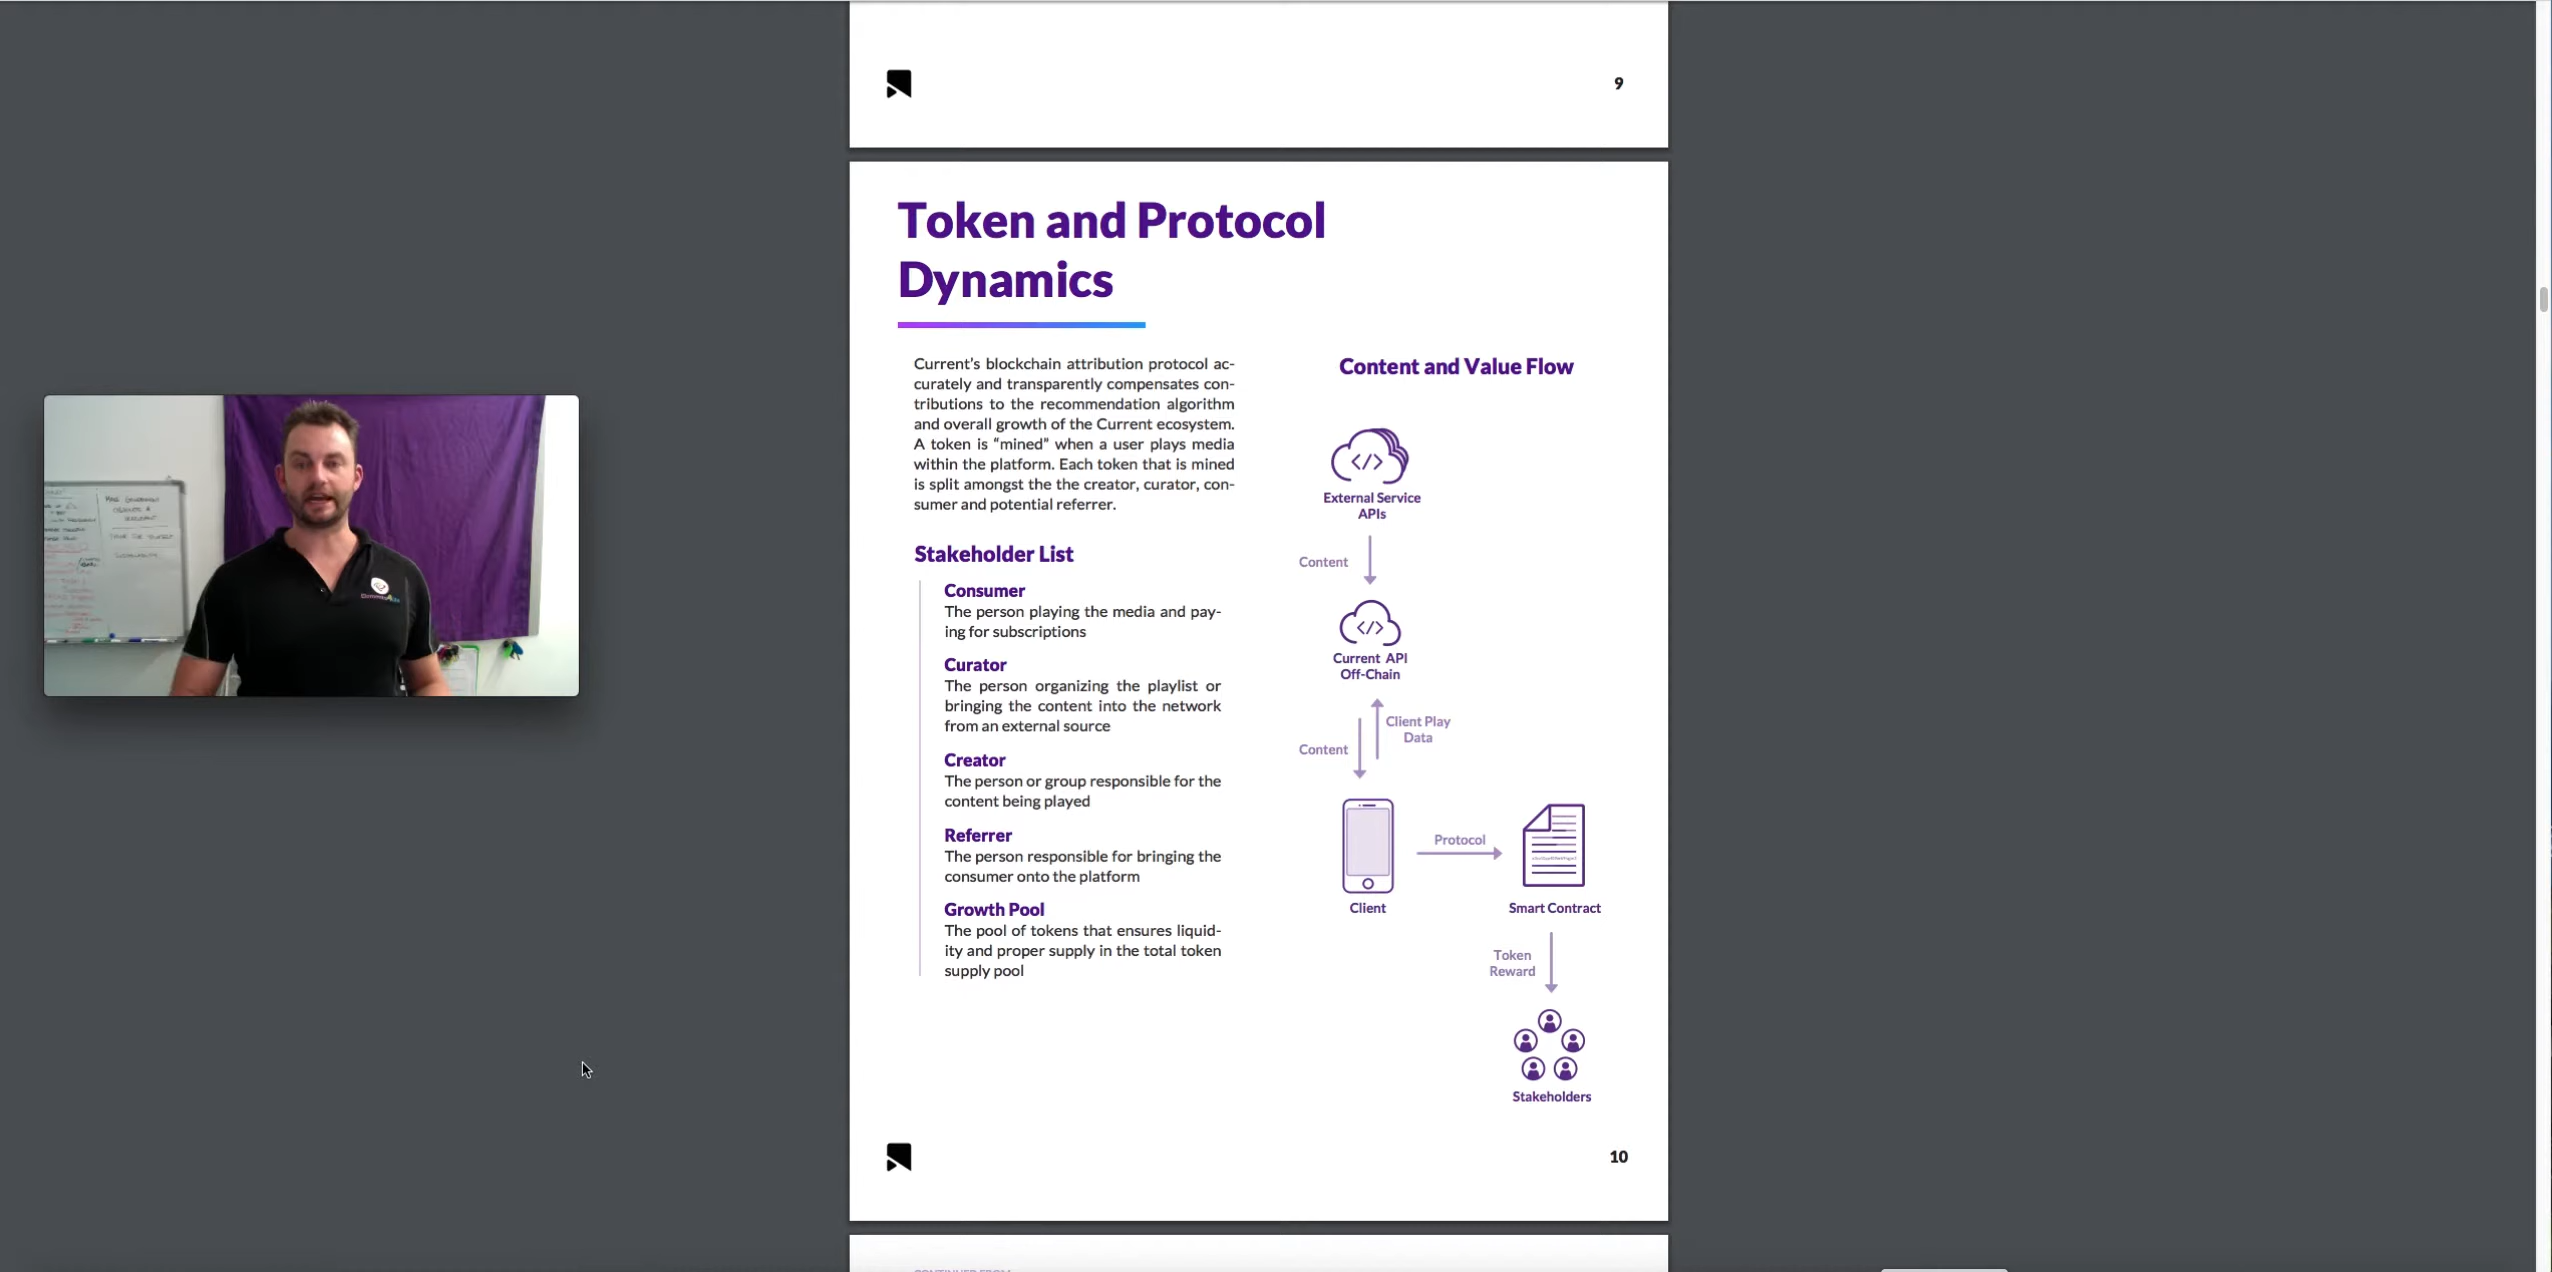 9
Token and Protocol
Dynamics
Current's blockchain attribution protocol ac-
curately and transparently compensates con-
tributions to the recommendation algorithm
and overall growth of the Current ecosystem.
A token is “mined” when a user plays media
within the platform. Each token that is mined
is split amongst the the creator, curator, con-
sumer and potential referrer.
Stakeholder List
Consumer
The person playing the media and pay-
ing for subscriptions
Curator
The person organizing the playlist or
bringing the content into the network
from an external source
Creator
The person or group responsible for the
content being played
Referrer
The person responsible for bringing the
consumer onto the platform
Growth Pool
The pool of tokens that ensures liquid-
ity and proper supply in the total token
supply pool
Content and Value Flow
</>
External Service
APIs
Content
</>
Current API
Off-Chain
Client Play
Data
Content
Protocol
Client
Smart Contract
Token
Reward
Stakeholders
10
CONTINUED FROM